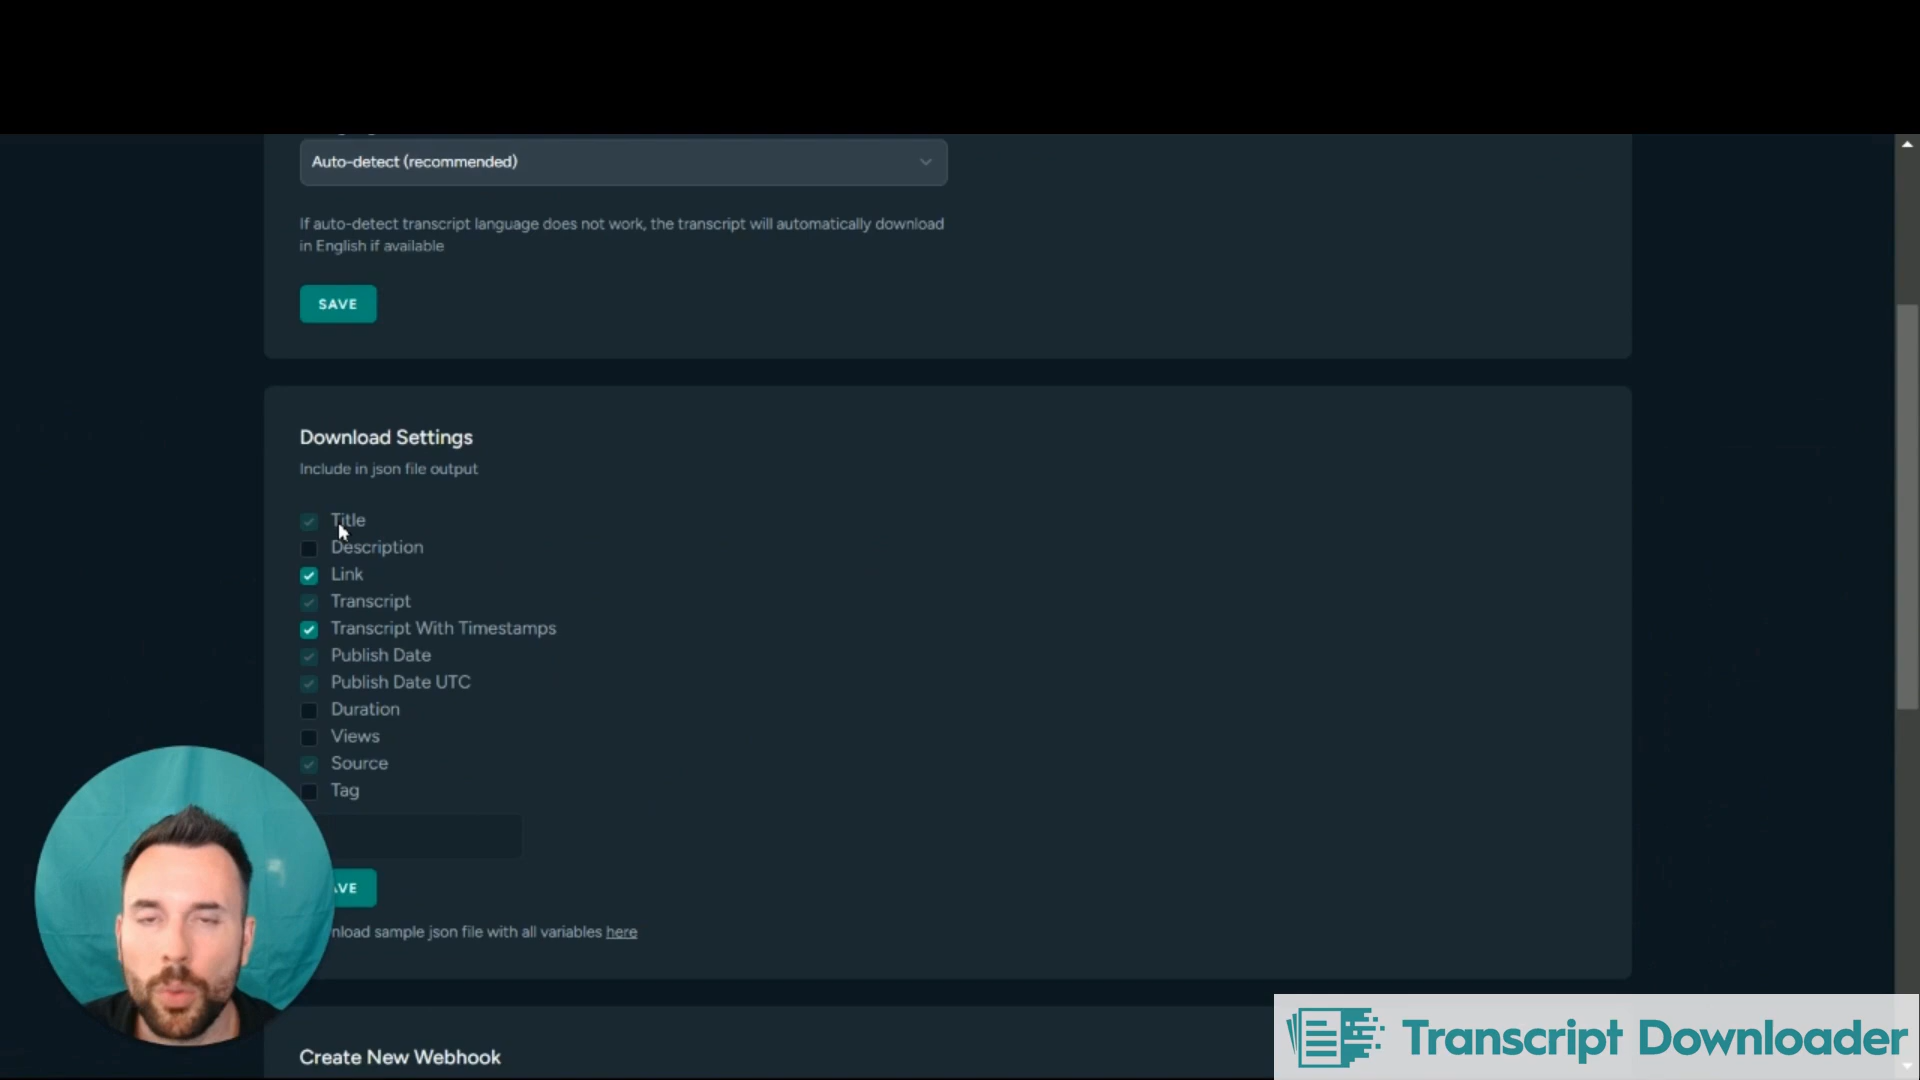 Auto-detect (recommended)
If auto-detect transcript language does not work, the transcript will automatically download
in English if available
SAVE
Download Settings
Include in json file output
Title
Description
Link
Transcript
Transcript With Timestamps
Publish Date
Publish Date UTC
Duration
Views
Source
Tag
sample json file with all variables here
Create New Webhook
Transcript Downloader